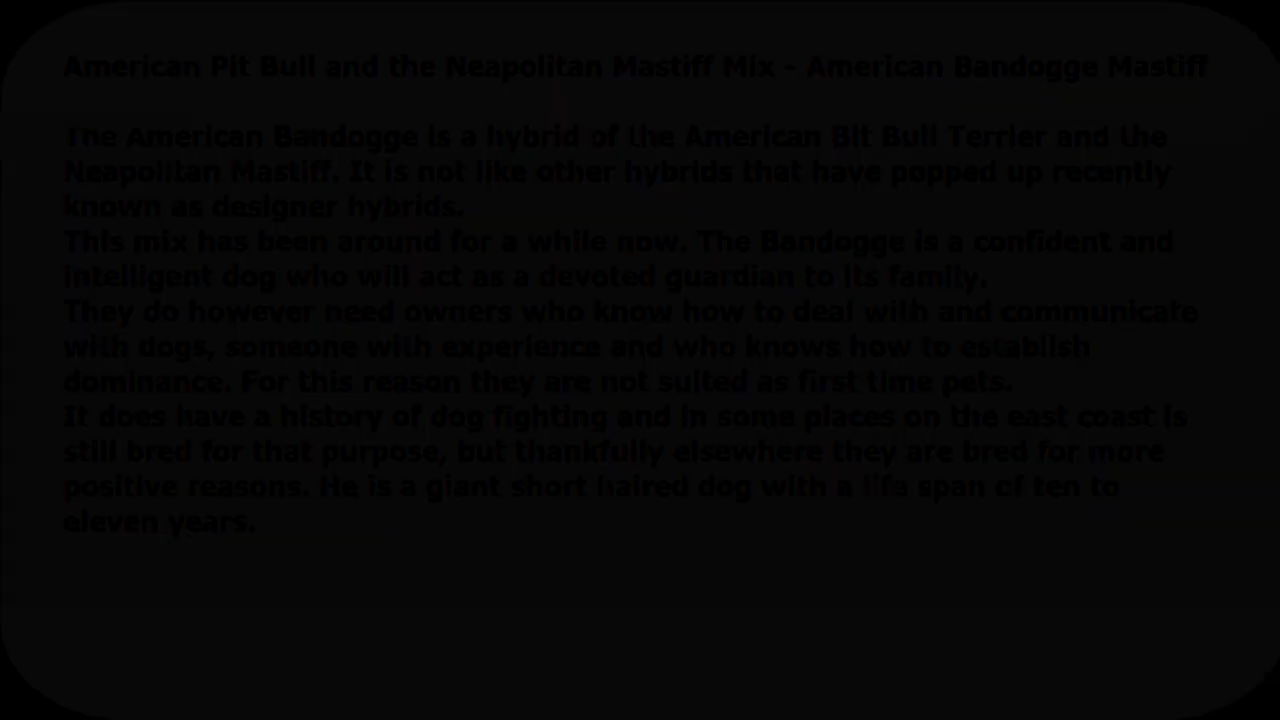 American Pit Bull and the Neapolitan Mastiff Mix - American Bandogge Mastiff
The American Bandogge is a hybrid of the American Bit Bull Terrier and the
Neapolitan Mastiff. It is not like other hybrids that have popped up recently
known as designer hybrids.
This mix has been around for a while now. The Bandogge is a confident and
intelligent dog who will act as a devoted guardian to its family.
They do however need owners who know how to deal with and communicate
with dogs, someone with experience and who knows how to establish
dominance. For this reason they are not suited as first time pets.
It does have a history of dog fighting and in some places on the east coast is
still bred for that purpose, but thankfully elsewhere they are bred for more
positive reasons. He is a giant short haired dog with a life span of ten to
eleven years.